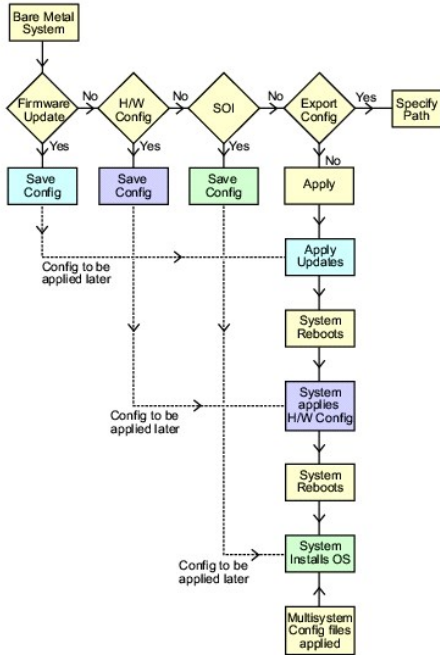 Bare Metal
System
Firmware
Update
No
H/W
Config
No
SOI
No
Export
Config
Yes
Specify
Path
Yes
Yes
Yes
No
Save
Config
Save
Config
Save
Config
Apply
Config to be
applied later
Apply
Updates
System
Reboots
Config to be
applied later
System
applies
H/W Config
System
Reboots
Config to be
applied later
System
Installs OS
Multisystem
Config files
applied